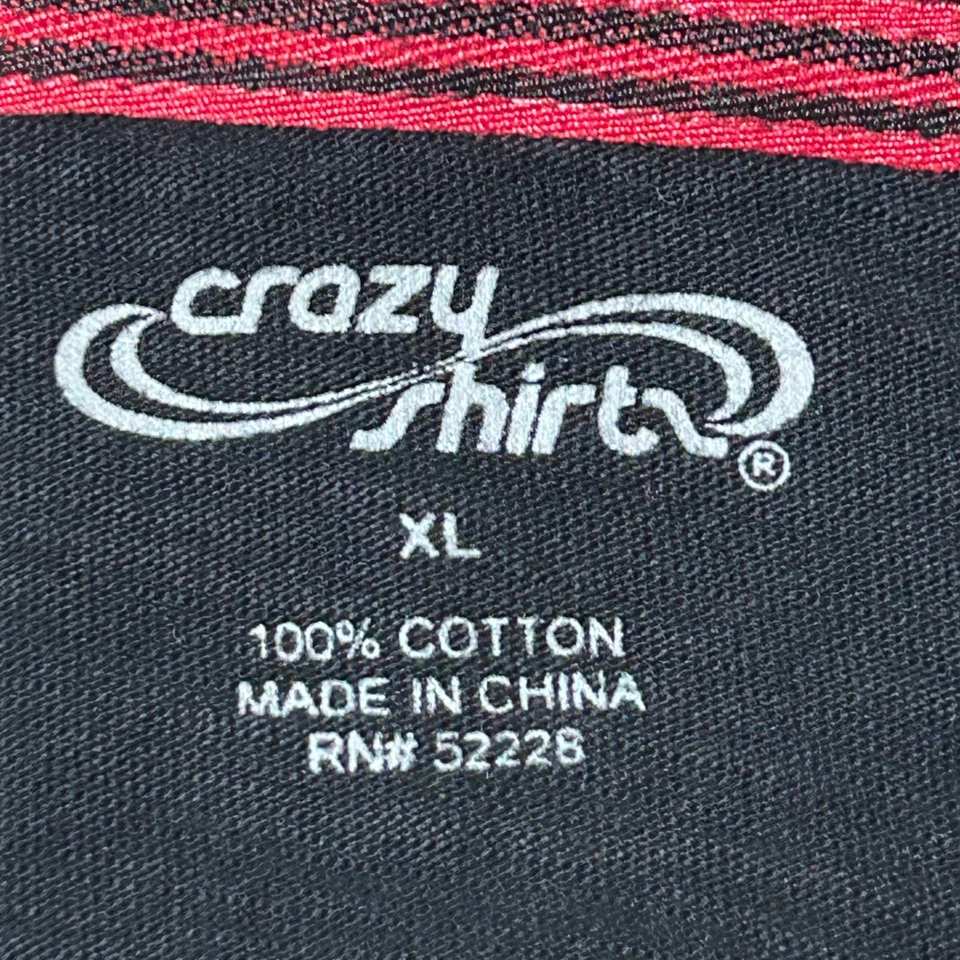 crazy
shirts
®
XL
100% COTTON
MADE IN CHINA
RN# 52228